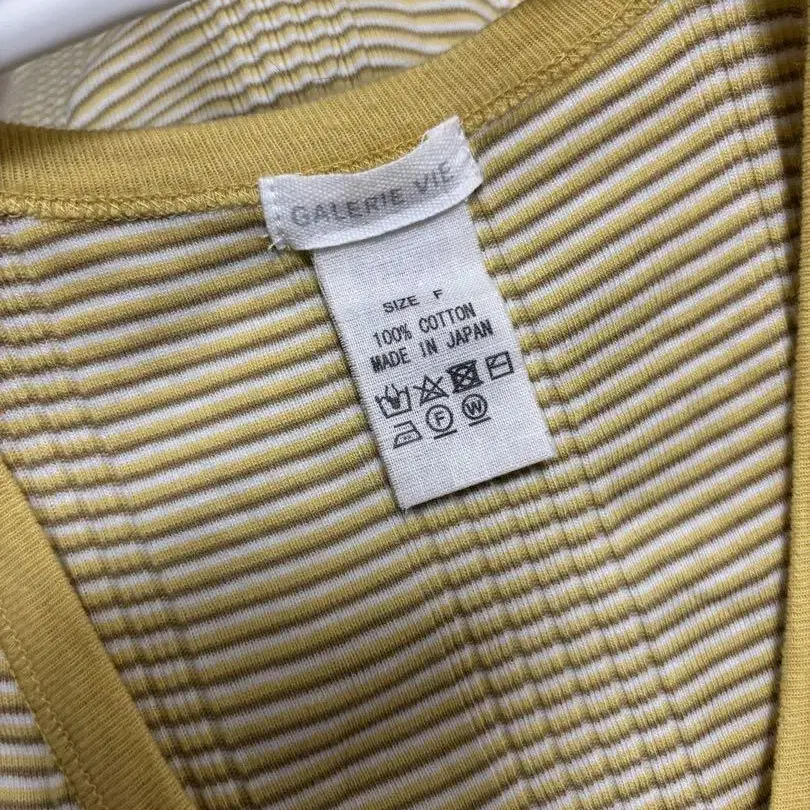 GALERIE VIE
SIZE F
100% COTTON
MADE IN JAPAN
F W